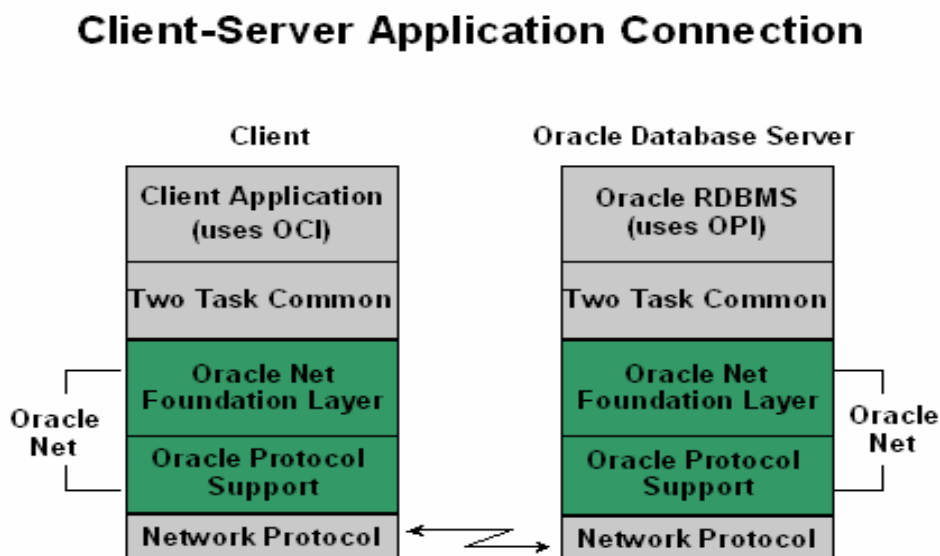 Client-Server Application Connection
Client
Client Application
(uses OCI)
Two Task Common
Oracle Net
Foundation Layer
Oracle Protocol
Support
Network Protocol
Oracle
Net
Oracle Database Server
Oracle RDBMS
(uses OPI)
Two Task Common
Oracle Net
Foundation Layer
Oracle Protocol
Support
Network Protocol
Oracle
Net